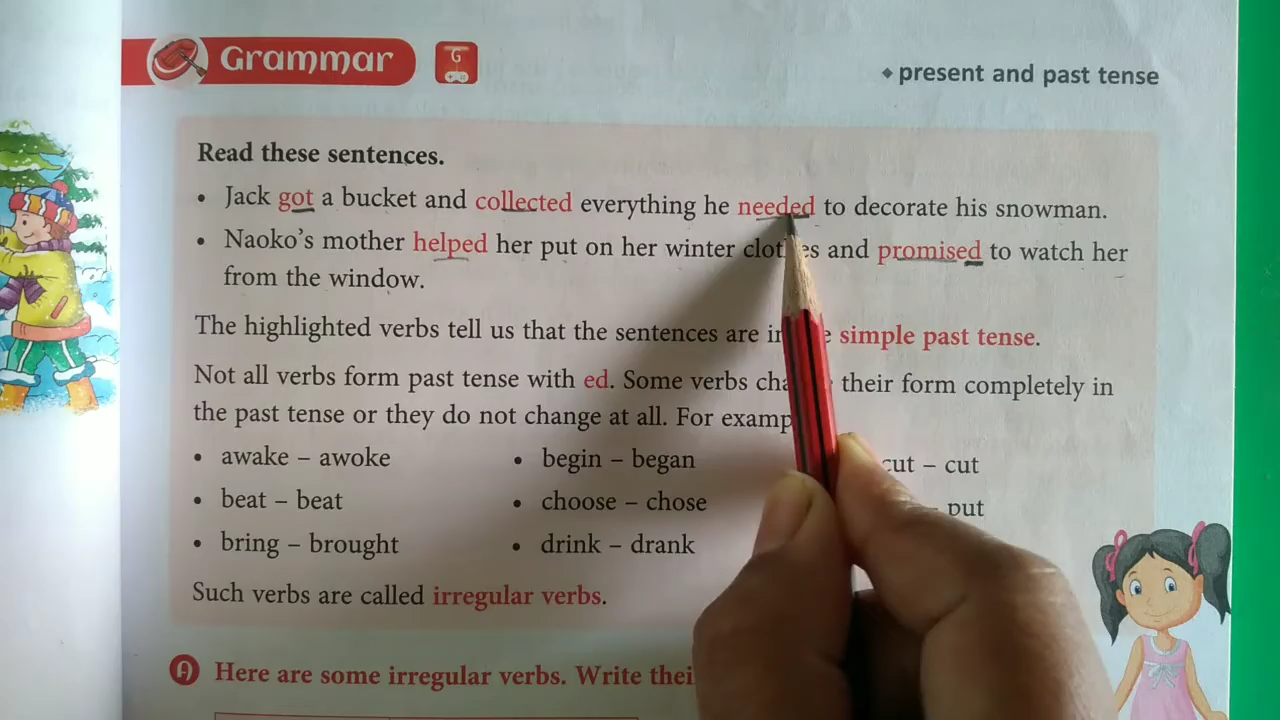 Grammar
G
present and past tense
Read these sentences.
• Jack got a bucket and collected everything he needed to decorate his snowman.
• Naoko's mother helped her put on her winter clothes and promised to watch her
from the window.
The highlighted verbs tell us that the sentences are in simple past tense.
Not all verbs form past tense with ed. Some verbs their form completely in
the past tense or they do not change at all. For
• awake – awoke • begin – began cut – cut
• beat – beat • choose – chose – put
• bring – brought • drink – drank
Such verbs are called irregular verbs.
A Here are some irregular verbs. Write